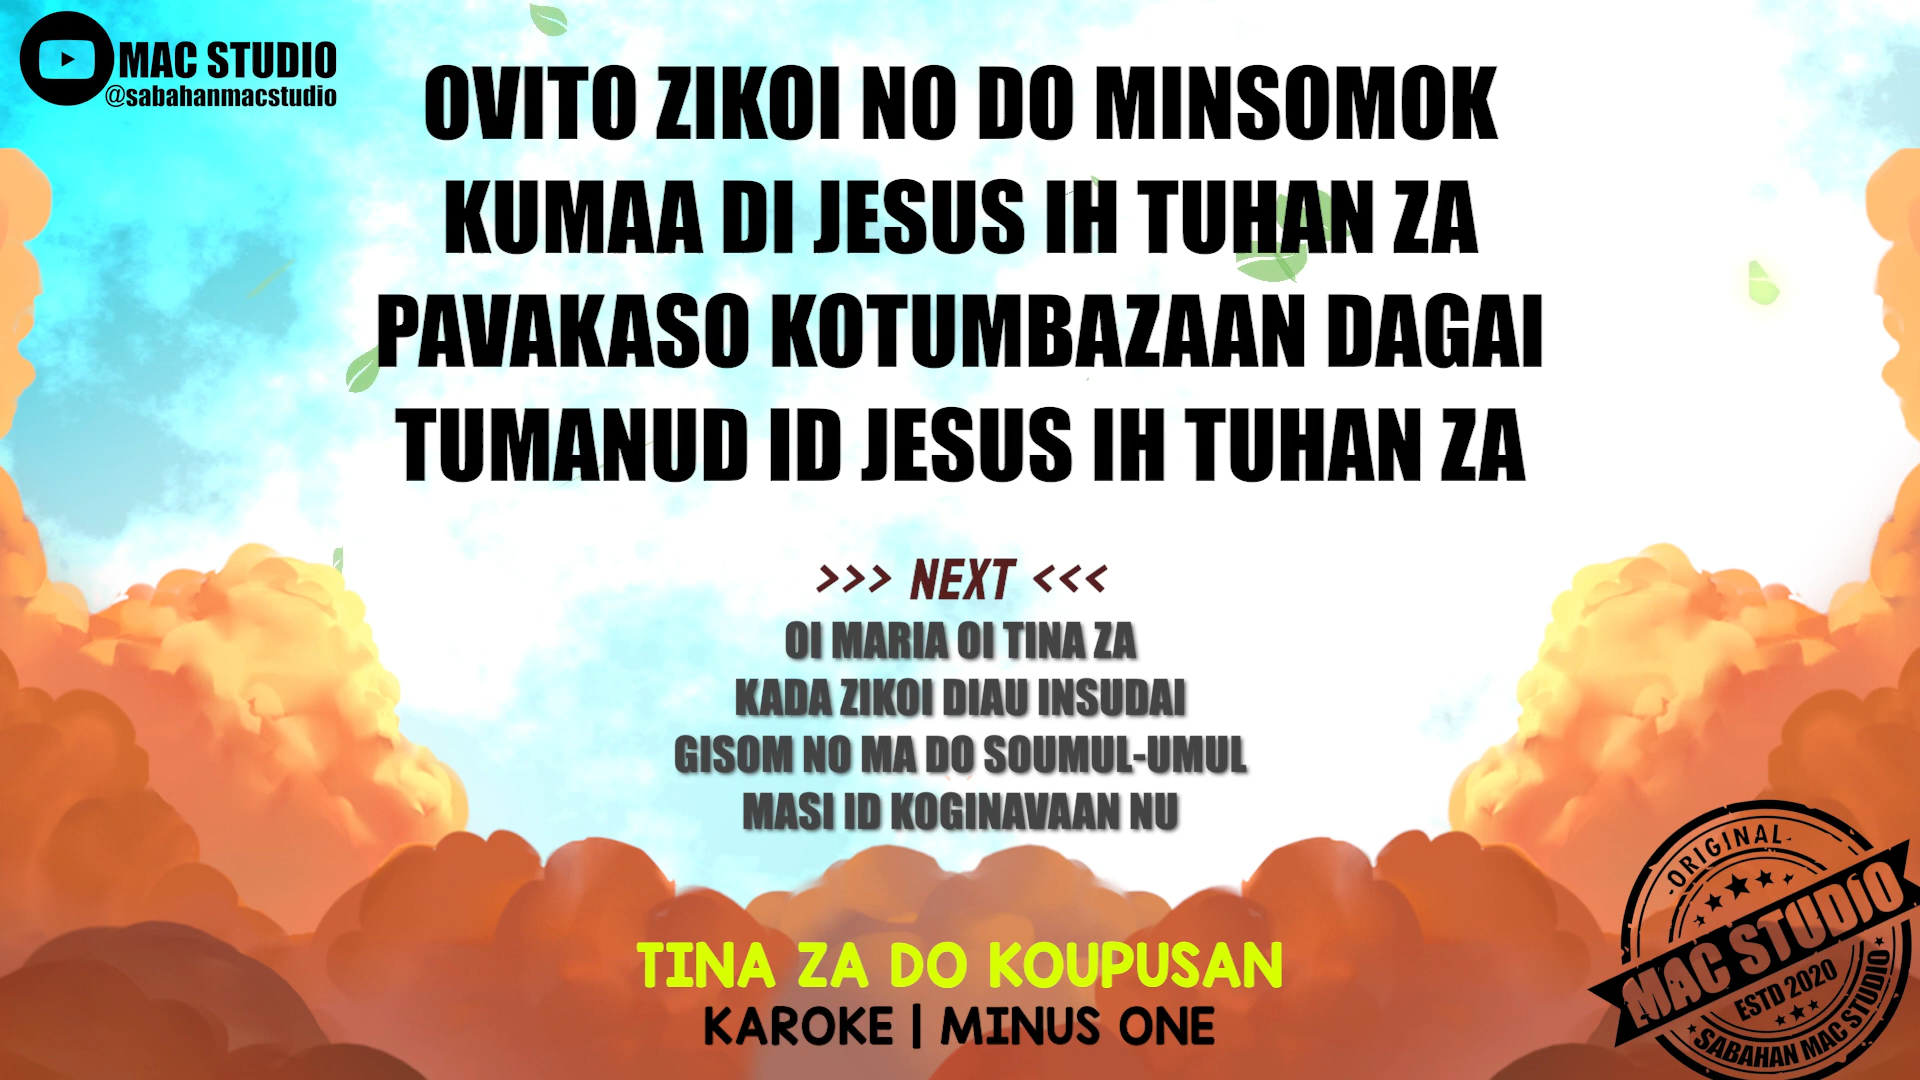 MAC STUDIO
@sabahanmacstudio
OVITO ZIKOI NO DO MINSOMOK
KUMAA DI JESUS IH TUHAN ZA
PAVAKASO KOTUMBAZAAN DAGAI
TUMANUD ID JESUS IH TUHAN ZA
>>> NEXT <<<
OI MARIA OI TINA ZA
KADA ZIKOI DIAU INSUDAI
GISOM NO MA DO SOUMUL-UMUL
MASI ID KOGINAVAAN NU
TINA ZA DO KOUPUSAN
KAROKE | MINUS ONE
-ORIGINAL-
MAC STUDIO
ESTD 2020
SABAHAN MAC STUDIO